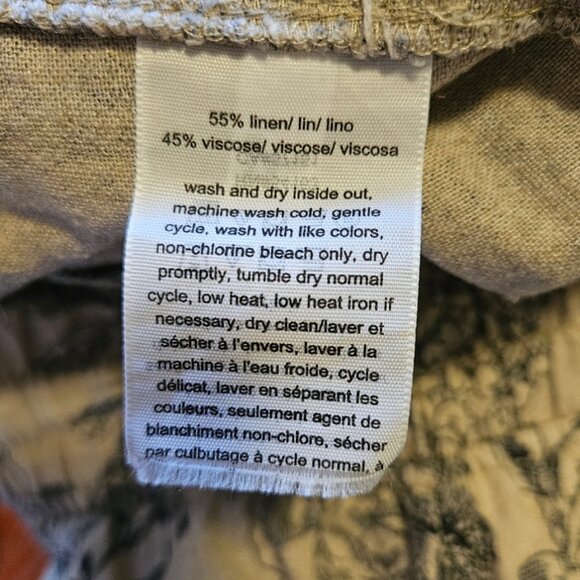 55% linen/ lin/ lino
45% viscose/ viscose/ viscosa
wash and dry inside out,
machine wash cold, gentle
cycle, wash with like colors,
non-chlorine bleach only, dry
promptly, tumble dry normal
cycle, low heat, low heat iron if
necessary, dry clean/laver et
sécher à l'envers, laver à la
machine à l'eau froide, cycle
délicat, laver en séparant les
couleurs, seulement agent de
bianchiment non-chlore, sécher
par culbutage à cycle normal, à